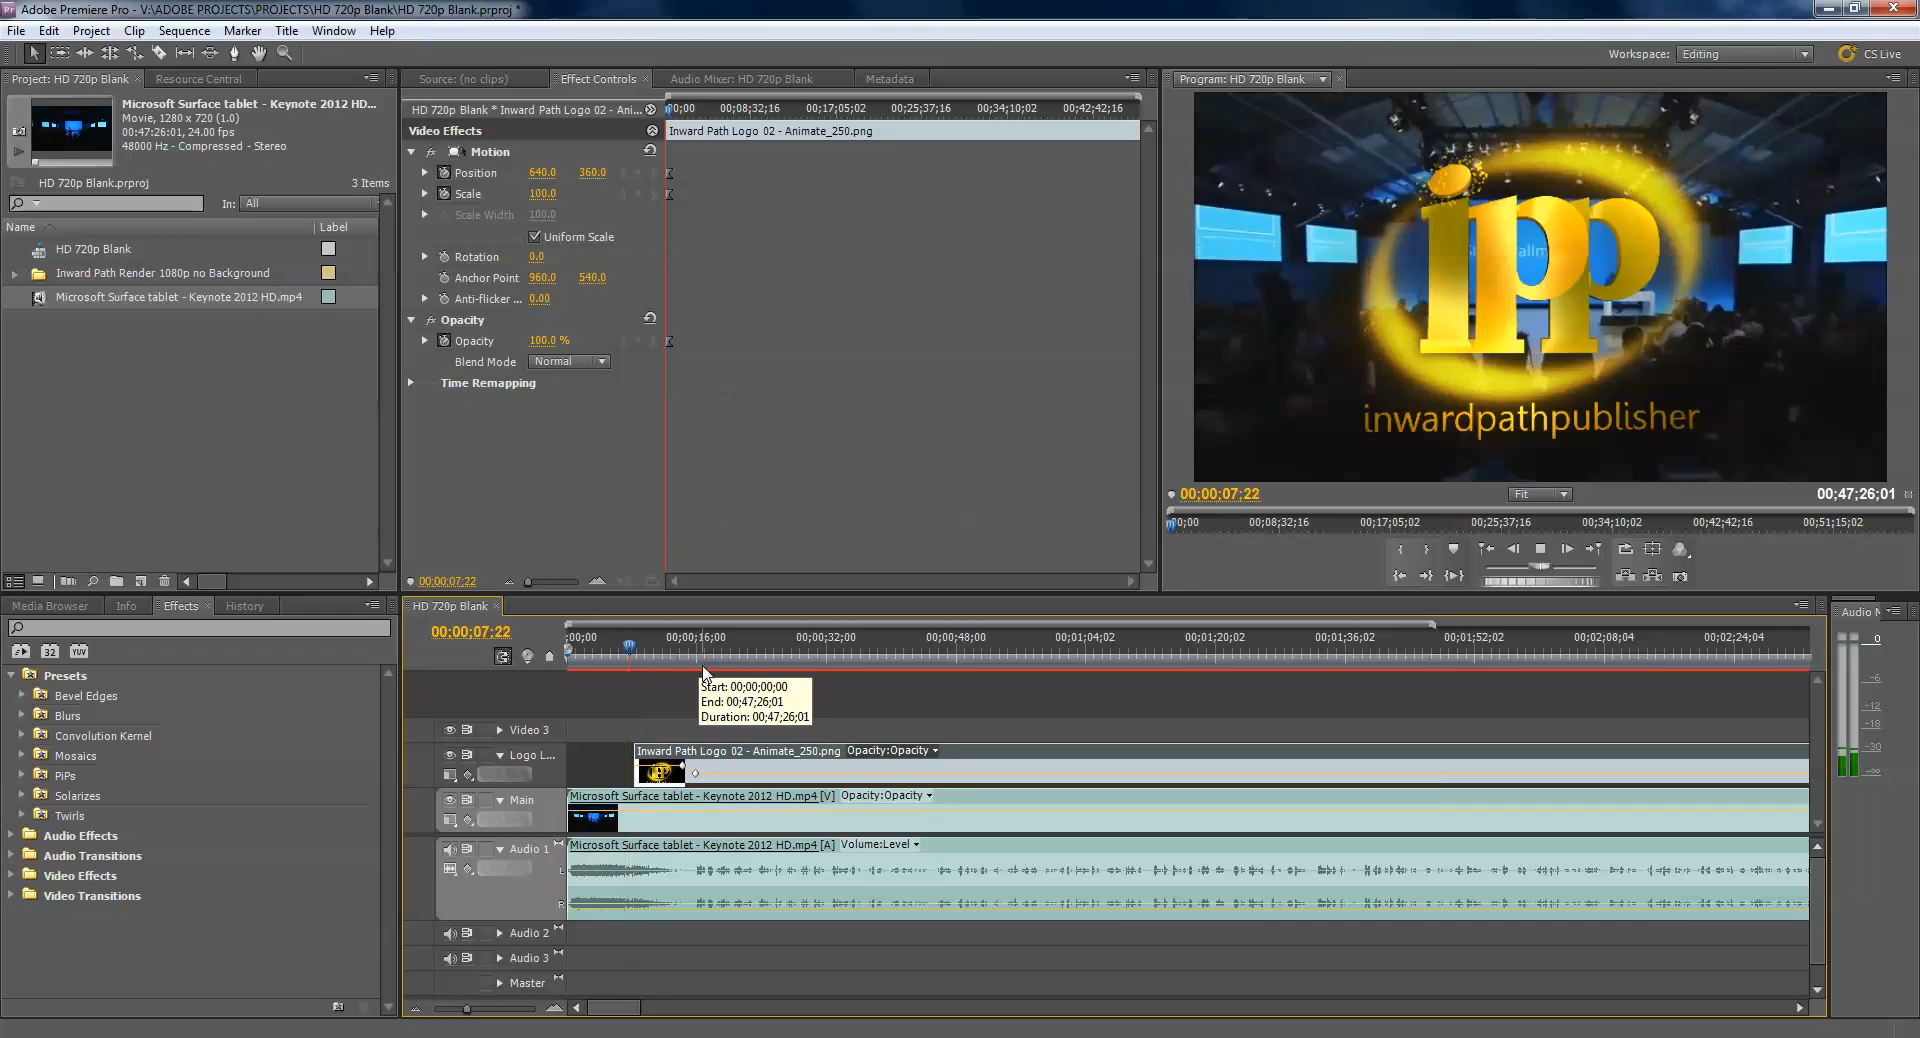 Adobe Premiere Pro - V:\ADOBE PROJECTS\PROJECTS\HD 720p Blank\HD 720p Blank.prproj *
File Edit Project Clip Sequence Marker Title Window Help
Workspace: Editing CS Live
Project: HD 720p Blank Resource Central
Microsoft Surface tablet - Keynote 2012 HD...
Movie, 1280 x 720 (1.0)
00:47:26:01, 24.00 fps
48000 Hz - Compressed - Stereo
HD 720p Blank.prproj 3 Items
In: All
Name Label
HD 720p Blank
Inward Path Render 1080p no Background
Microsoft Surface tablet - Keynote 2012 HD.mp4
Source: (no clips) Effect Controls Audio Mixer: HD 720p Blank Metadata
HD 720p Blank * Inward Path Logo 02 - Ani...
;00;00 00;08;32;16 00;17;05;02 00;25;37;16 00;34;10;02 00;42;42;16
Video Effects Inward Path Logo 02 - Animate_250.png
fx Motion
Position 640.0 360.0
Scale 100.0
Scale Width 100.0
Uniform Scale
Rotation 0.0
Anchor Point 960.0 540.0
Anti-flicker ... 0.00
fx Opacity
Opacity 100.0 %
Blend Mode Normal
Time Remapping
00:00:07:22
Program: HD 720p Blank
ipp
inwardpathpublisher
00;00;07;22 Fit 00;47;26;01
;00;00 00;08;32;16 00;17;05;02 00;25;37;16 00;34;10;02 00;42;42;16 00;51;15;02
Media Browser Info Effects History
32 YUV
Presets
Bevel Edges
Blurs
Convolution Kernel
Mosaics
PiPs
Solarizes
Twirls
Audio Effects
Audio Transitions
Video Effects
Video Transitions
HD 720p Blank
00;00;07;22
;00;00 00;00;16;00 00;00;32;00 00;00;48;00 00;01;04;02 00;01;20;02 00;01;36;02 00;01;52;02 00;02;08;04 00;02;24;04
Start: 00;00;00;00
End: 00;47;26;01
Duration: 00;47;26;01
Video 3
Logo L... Inward Path Logo 02 - Animate_250.png Opacity:Opacity
Main Microsoft Surface tablet - Keynote 2012 HD.mp4 [V] Opacity:Opacity
Audio 1 Microsoft Surface tablet - Keynote 2012 HD.mp4 [A] Volume:Level
L
R
Audio 2
Audio 3
Master
Audio M
0
-6
-12
-18
-30
-∞